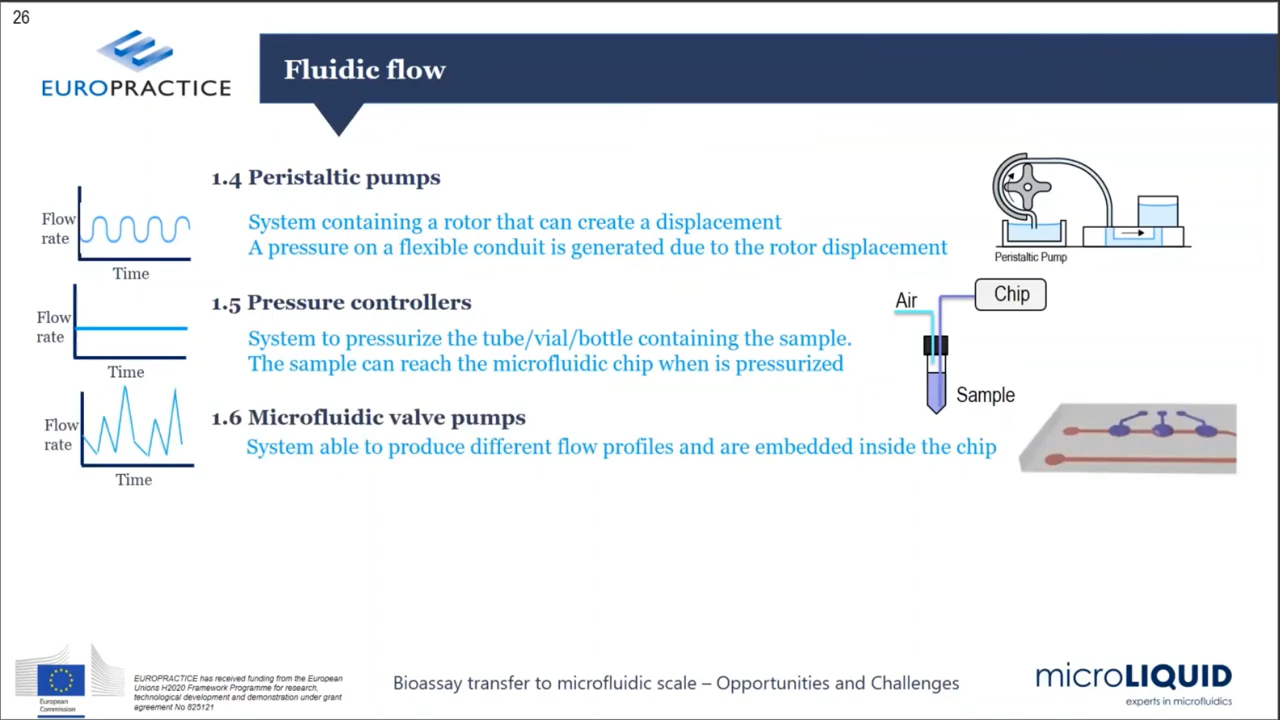 26
EUROPRACTICE
Fluidic flow
1.4 Peristaltic pumps
Flow
rate
Time
System containing a rotor that can create a displacement
A pressure on a flexible conduit is generated due to the rotor displacement
Peristaltic Pump
1.5 Pressure controllers
Flow
rate
Time
System to pressurize the tube/vial/bottle containing the sample.
The sample can reach the microfluidic chip when is pressurized
Air
Chip
Sample
1.6 Microfluidic valve pumps
Flow
rate
Time
System able to produce different flow profiles and are embedded inside the chip
European
Commission
EUROPRACTICE has received funding from the European
Unions H2020 Framework Programme for research,
technological development and demonstration under grant
agreement No 825121
Bioassay transfer to microfluidic scale – Opportunities and Challenges
microLIQUID
experts in microfluidics